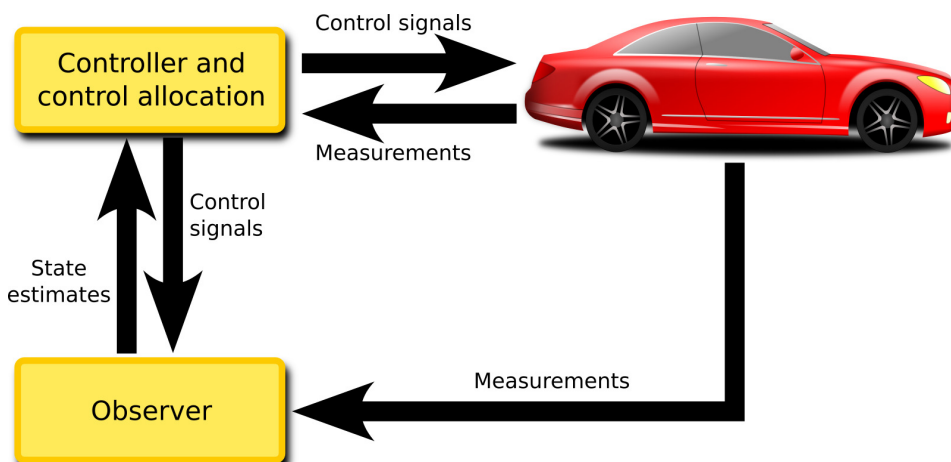 Control signals
Controller and
control allocation
Measurements
Control
signals
State
estimates
Measurements
Observer